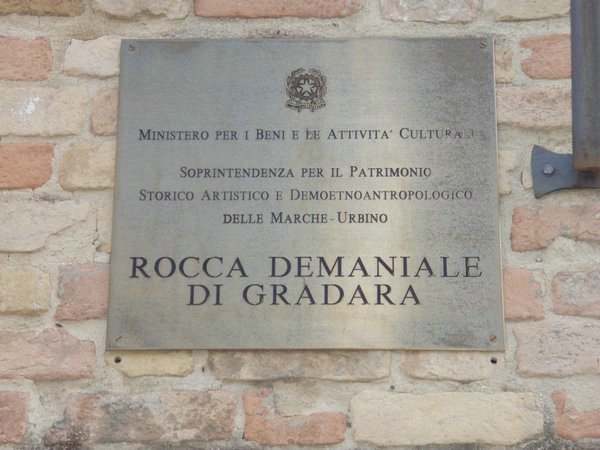 MINISTERO PER I BENI E LE ATTIVITA' CULTURALI
SOPRINTENDENZA PER IL PATRIMONIO
STORICO ARTISTICO E DEMOETNOANTROPOLOGICO
DELLE MARCHE-URBINO
ROCCA DEMANIALE
DI GRADARA